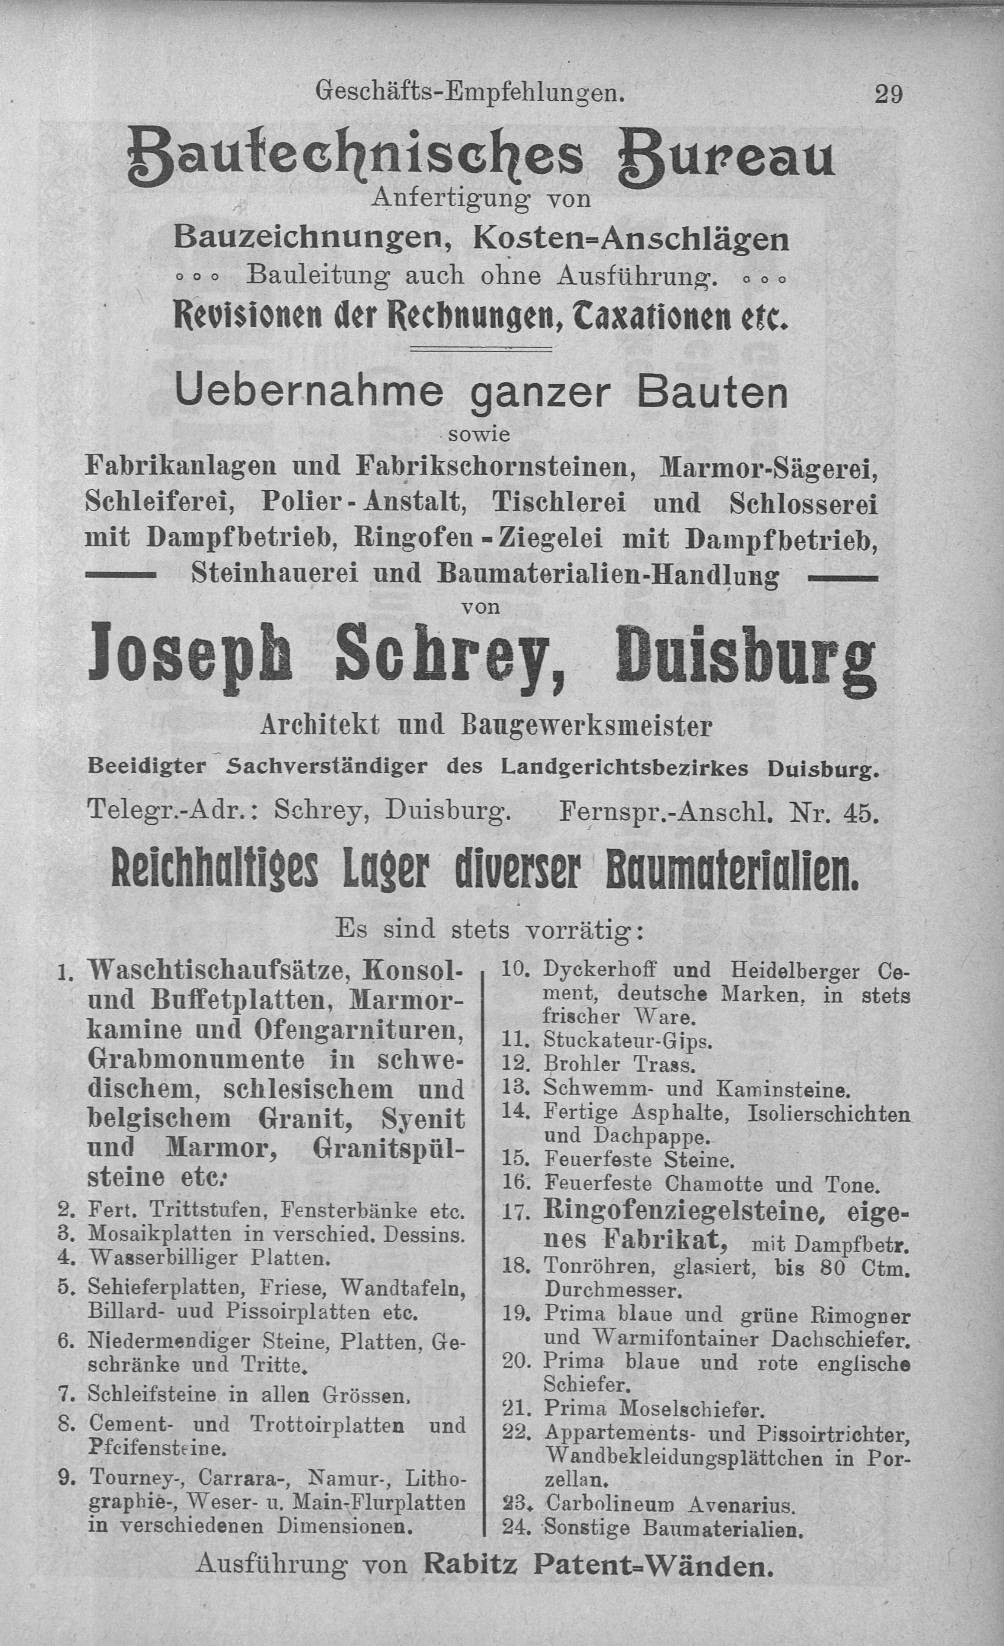 Geschäfts-Empfehlungen. 29
Bautechnisches Bureau
Anfertigung von
Bauzeichnungen, Kosten-Anschlägen
Bauleitung auch ohne Ausführung.
Revisionen der Rechnungen, Taxationen etc.
Uebernahme ganzer Bauten
sowie
Fabrikanlagen und Fabrikschornsteinen, Marmor-Sägerei,
Schleiferei, Polier-Anstalt, Tischlerei und Schlosserei
mit Dampfbetrieb, Ringofen-Ziegelei mit Dampfbetrieb,
Steinhauerei und Baumaterialien-Handlung
von
Joseph Schrey, Duisburg
Architekt und Baugewerksmeister
Beeidigter Sachverständiger des Landgerichtsbezirkes Duisburg.
Telegr.-Adr.: Schrey, Duisburg. Fernspr.-Anschl. Nr. 45.
Reichhaltiges Lager diverser Baumaterialien.
Es sind stets vorrätig:
1. Waschtischaufsätze, Konsol-
und Buffetplatten, Marmor-
kamine und Ofengarnituren,
Grabmonumente in schwe-
dischem, schlesischem und
belgischem Granit, Syenit
und Marmor, Granitspül-
steine etc.
2. Fert. Trittstufen, Fensterbänke etc.
3. Mosaikplatten in verschied. Dessins.
4. Wasserbilliger Platten.
5. Sehieferplatten, Friese, Wandtafeln,
Billard- uud Pissoirplatten etc.
6. Niedermendiger Steine, Platten, Ge-
schränke und Tritte.
7. Schleifsteine in allen Grössen.
8. Cement- und Trottoirplatten und
Pfeifensteine.
9. Tourney-, Carrara-, Namur-, Litho-
graphie-, Weser- u. Main-Flurplatten
in verschiedenen Dimensionen.
10. Dyckerhoff und Heidelberger Ce-
ment, deutsche Marken, in stets
frischer Ware.
11. Stuckateur-Gips.
12. Brohler Trass.
13. Schwemm- und Kaminsteine.
14. Fertige Asphalte, Isolierschichten
und Dachpappe.
15. Feuerfeste Steine.
16. Feuerfeste Chamotte und Tone.
17. Ringofenziegelsteine, eige-
nes Fabrikat, mit Dampfbetr.
18. Tonröhren, glasiert, bis 80 Ctm.
Durchmesser.
19. Prima blaue und grüne Rimogner
und Warmifontainer Dachschiefer.
20. Prima blaue und rote englische
Schiefer.
21. Prima Moselschiefer.
22. Appartements- und Pissoirtrichter,
Wandbekleidungsplättchen in Por-
zellan.
23. Carbolineum Avenarius.
24. Sonstige Baumaterialien.
Ausführung von Rabitz Patent-Wänden.